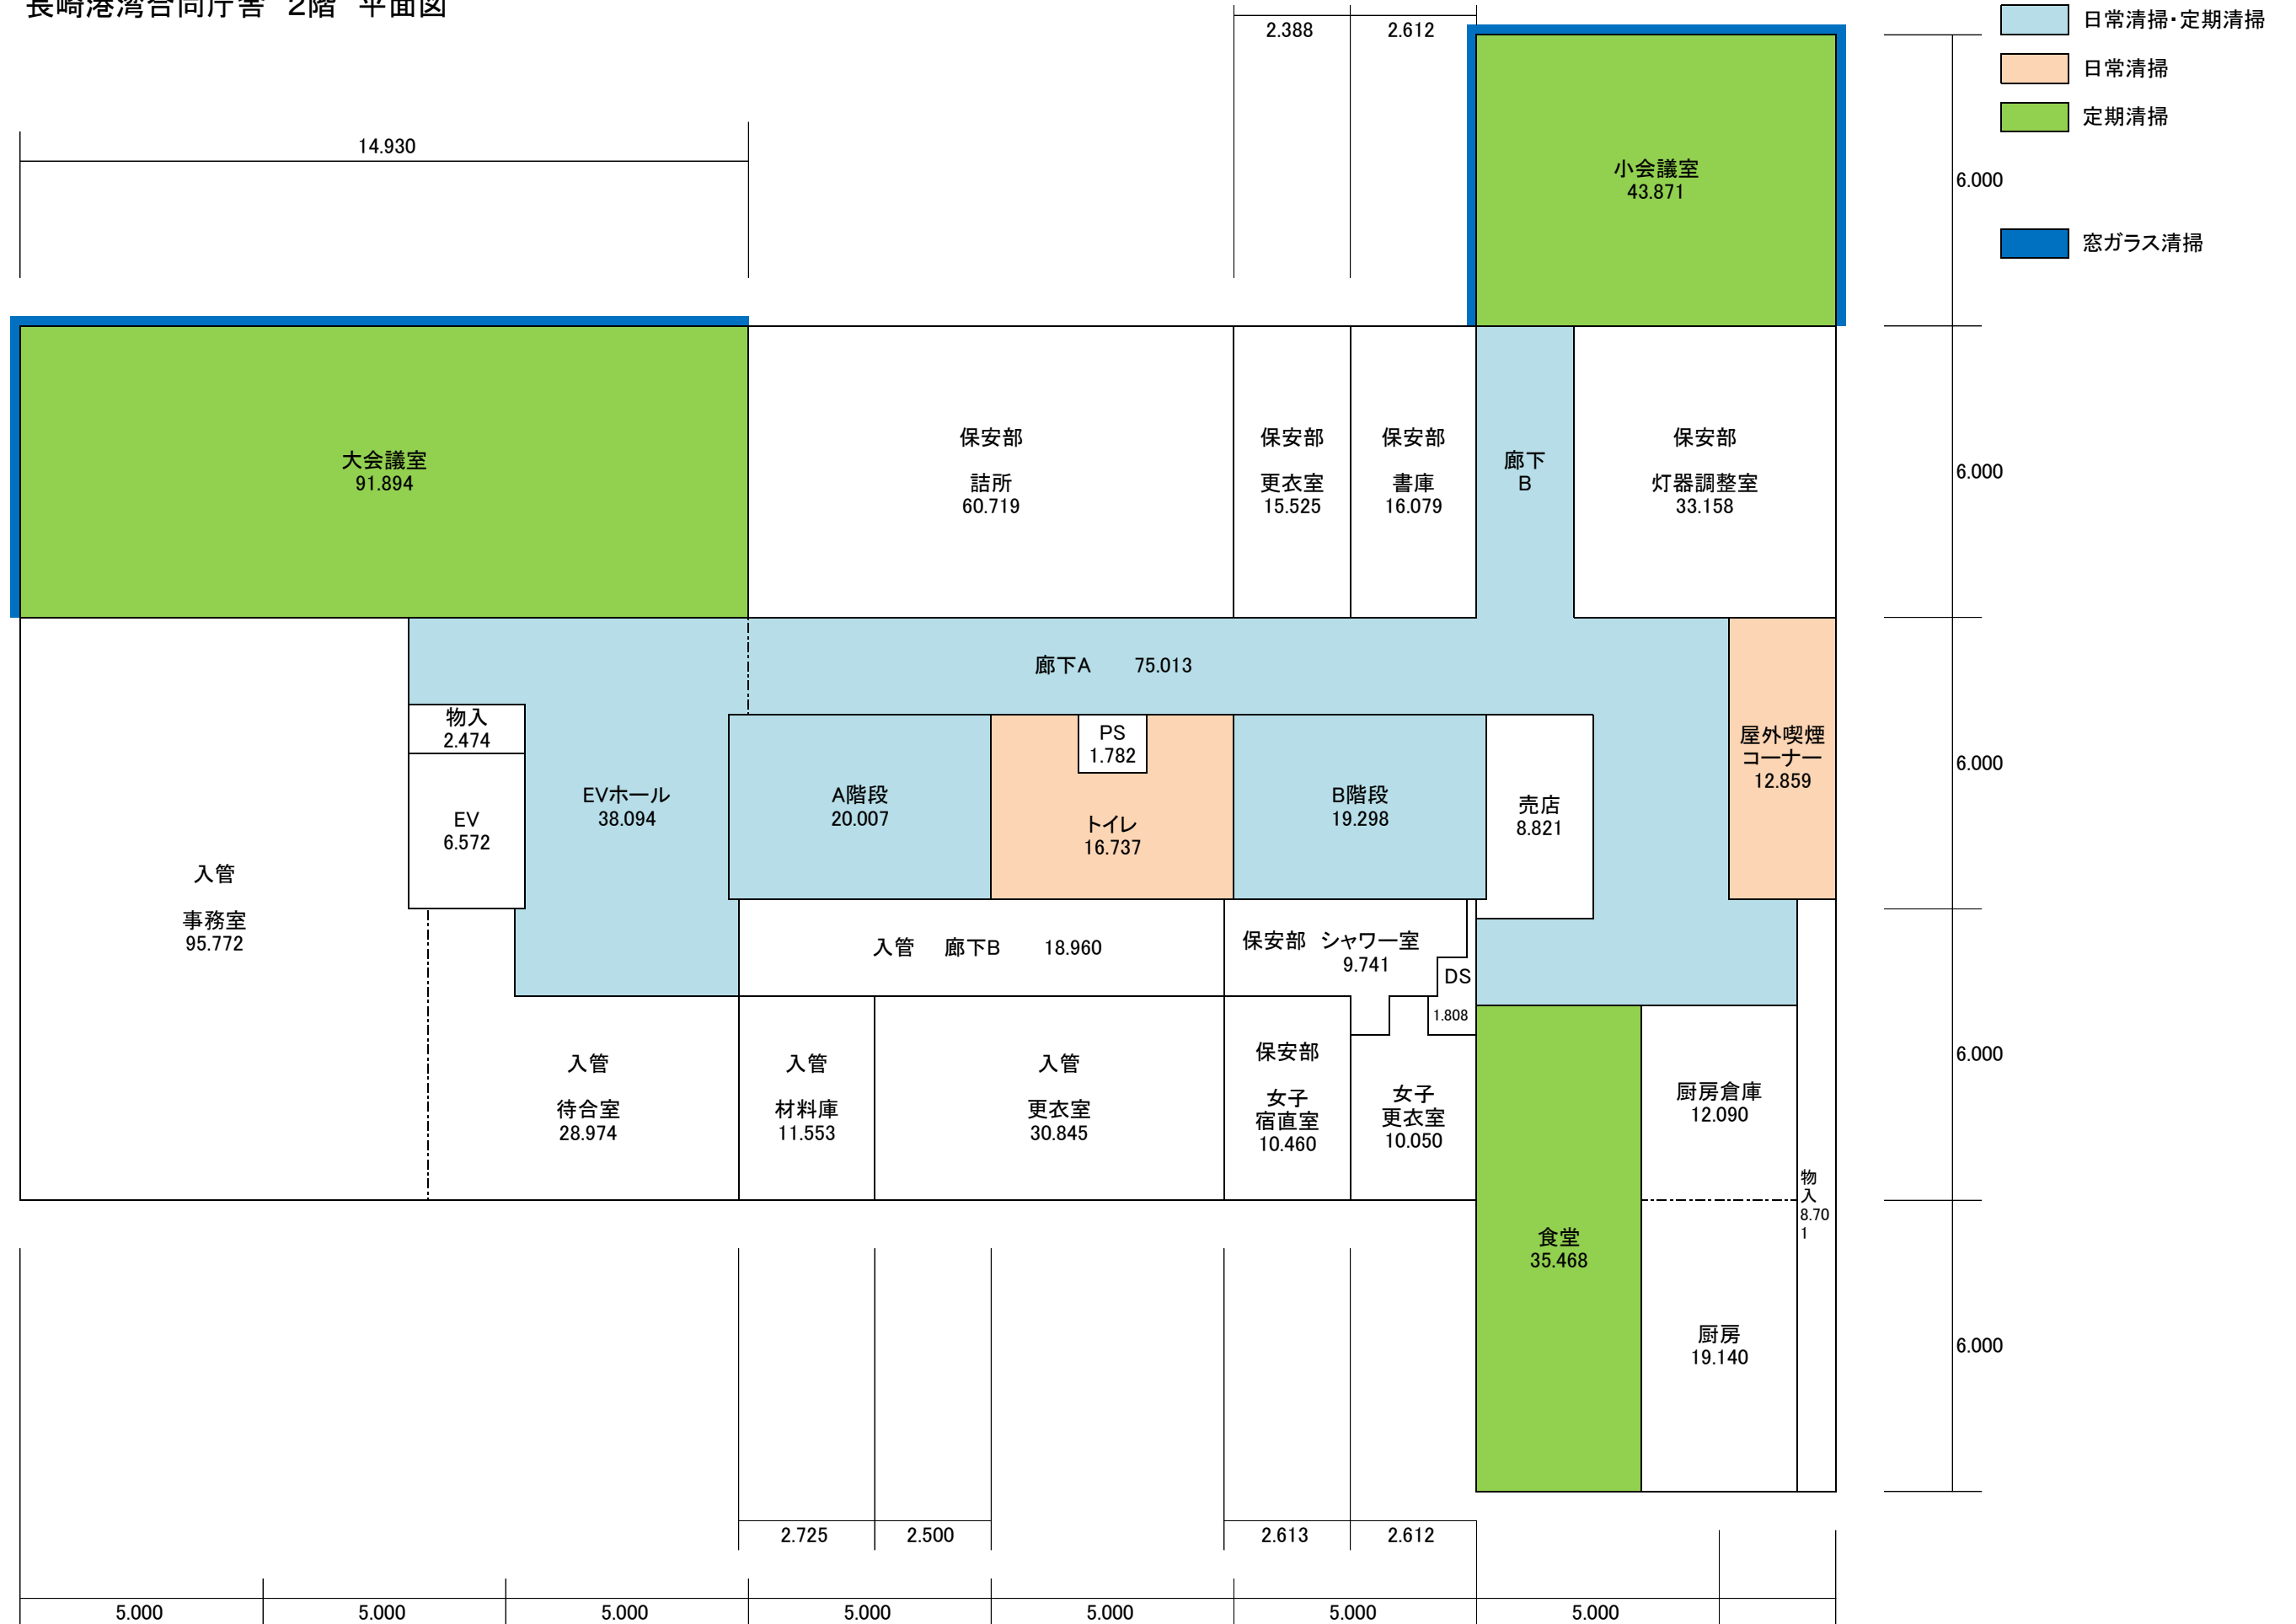 長崎港湾合同庁舎 2階 平面図
日常清掃・定期清掃
日常清掃
定期清掃
窓ガラス清掃
2.388
2.612
14.930
小会議室
43.871
6.000
大会議室
91.894
保安部
詰所
60.719
保安部
更衣室
15.525
保安部
書庫
16.079
廊下
B
保安部
灯器調整室
33.158
6.000
廊下A 75.013
物入
2.474
EV
6.572
EVホール
38.094
A階段
20.007
PS
1.782
トイレ
16.737
B階段
19.298
売店
8.821
屋外喫煙
コーナー
12.859
6.000
入管
事務室
95.772
入管 廊下B 18.960
保安部 シャワー室
9.741
DS
1.808
入管
待合室
28.974
入管
材料庫
11.553
入管
更衣室
30.845
保安部
女子
宿直室
10.460
女子
更衣室
10.050
厨房倉庫
12.090
6.000
物
入
8.70
1
食堂
35.468
厨房
19.140
6.000
2.725
2.500
2.613
2.612
5.000
5.000
5.000
5.000
5.000
5.000
5.000